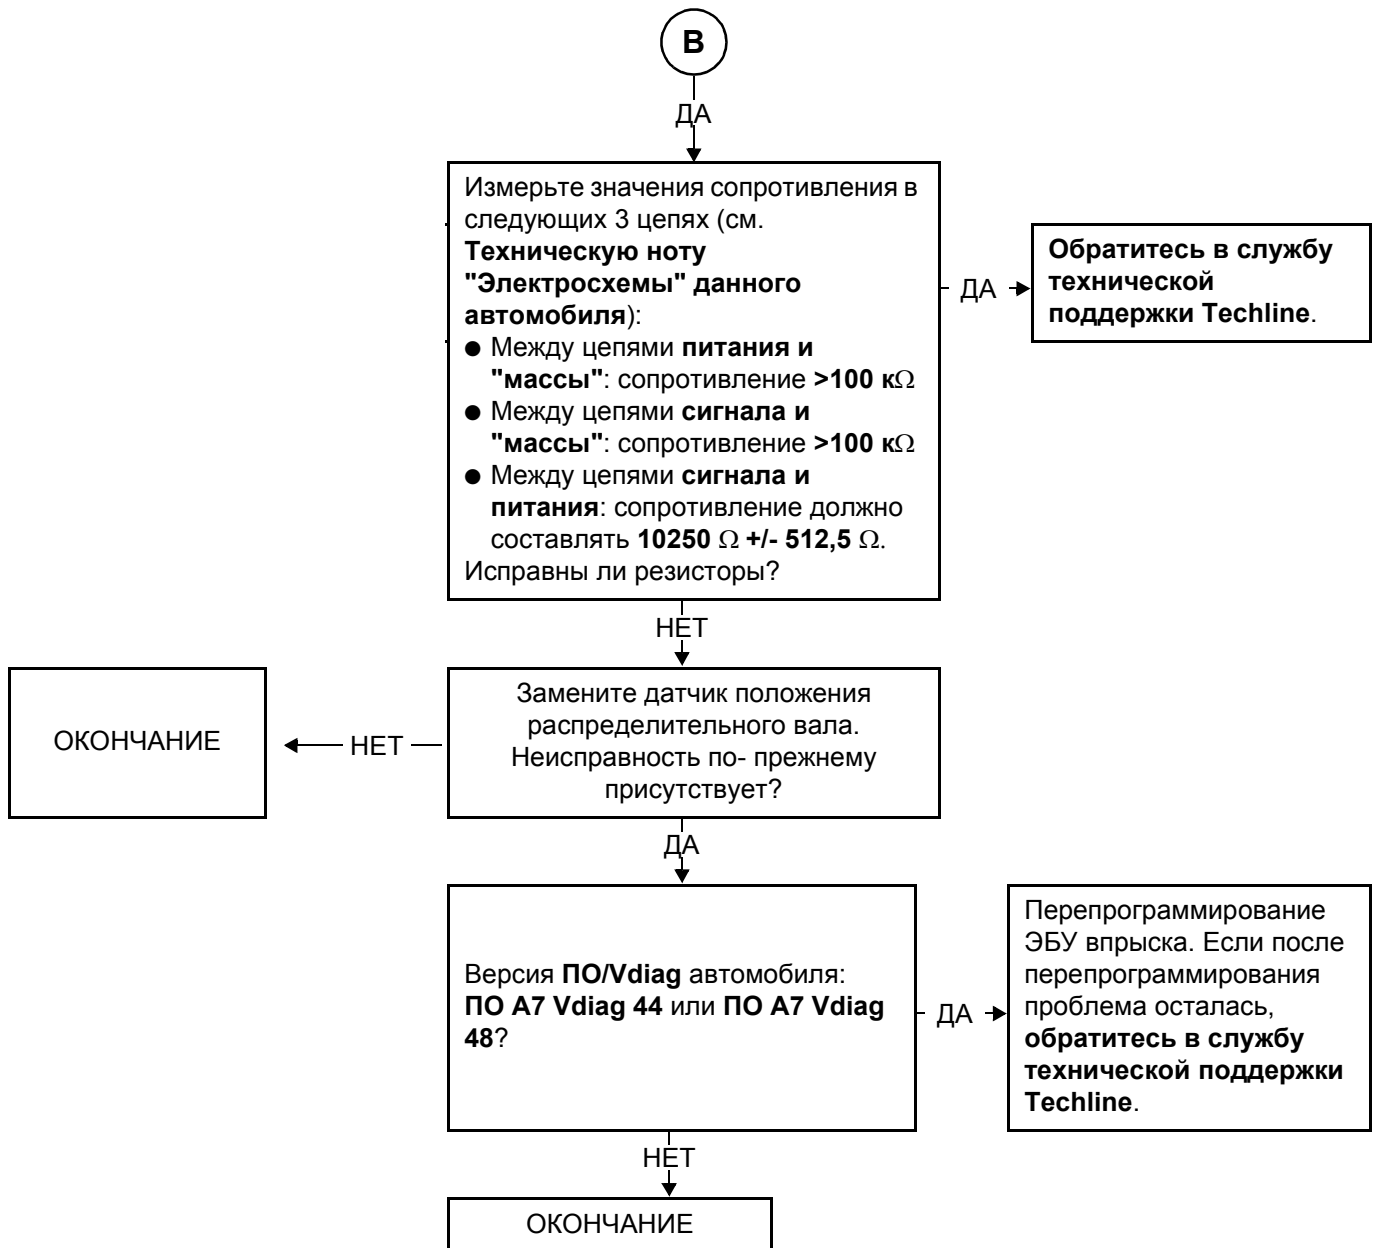 B
ДА
Измерьте значения сопротивления в
следующих 3 цепях (см.
Техническую ноту
"Электросхемы" данного
автомобиля):
● Между цепями питания и
"массы": сопротивление >100 кΩ
● Между цепями сигнала и
"массы": сопротивление >100 кΩ
● Между цепями сигнала и
питания: сопротивление должно
составлять 10250 Ω +/- 512,5 Ω.
Исправны ли резисторы?
ДА
Обратитесь в службу
технической
поддержки Techline.
НЕТ
Замените датчик положения
распределительного вала.
Неисправность по- прежнему
присутствует?
НЕТ
ОКОНЧАНИЕ
ДА
Версия ПО/Vdiag автомобиля:
ПО A7 Vdiag 44 или ПО A7 Vdiag
48?
ДА
Перепрограммирование
ЭБУ впрыска. Если после
перепрограммирования
проблема осталась,
обратитесь в службу
технической поддержки
Techline.
НЕТ
ОКОНЧАНИЕ